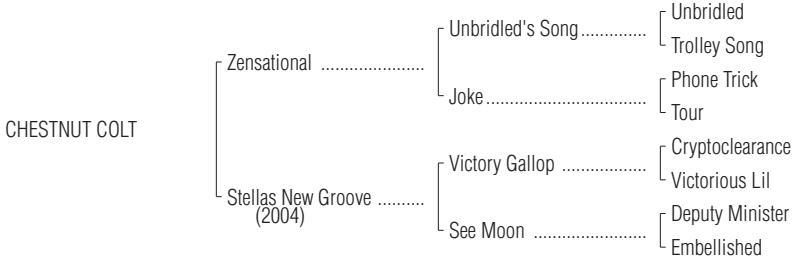 Unbridled
Unbridled's Song..............
Trolley Song
Zensational ......................
Phone Trick
Joke..................................
Tour
CHESTNUT COLT
Cryptoclearance
Victory Gallop ..................
Victorious Lil
Stellas New Groove ..........
(2004)
Deputy Minister
See Moon ........................
Embellished